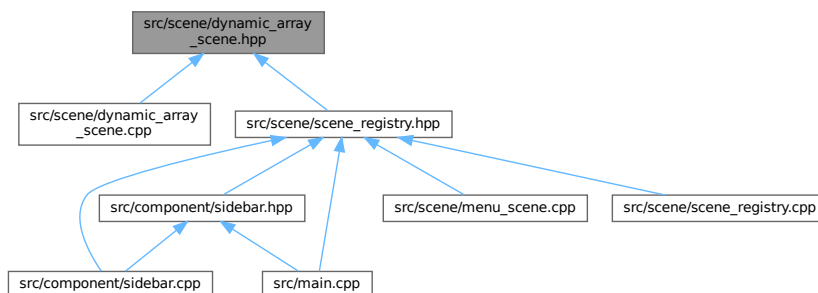 src/scene/dynamic_array
_scene.hpp
src/scene/dynamic_array
_scene.cpp
src/scene/scene_registry.hpp
src/component/sidebar.hpp
src/scene/menu_scene.cpp
src/scene/scene_registry.cpp
src/component/sidebar.cpp
src/main.cpp